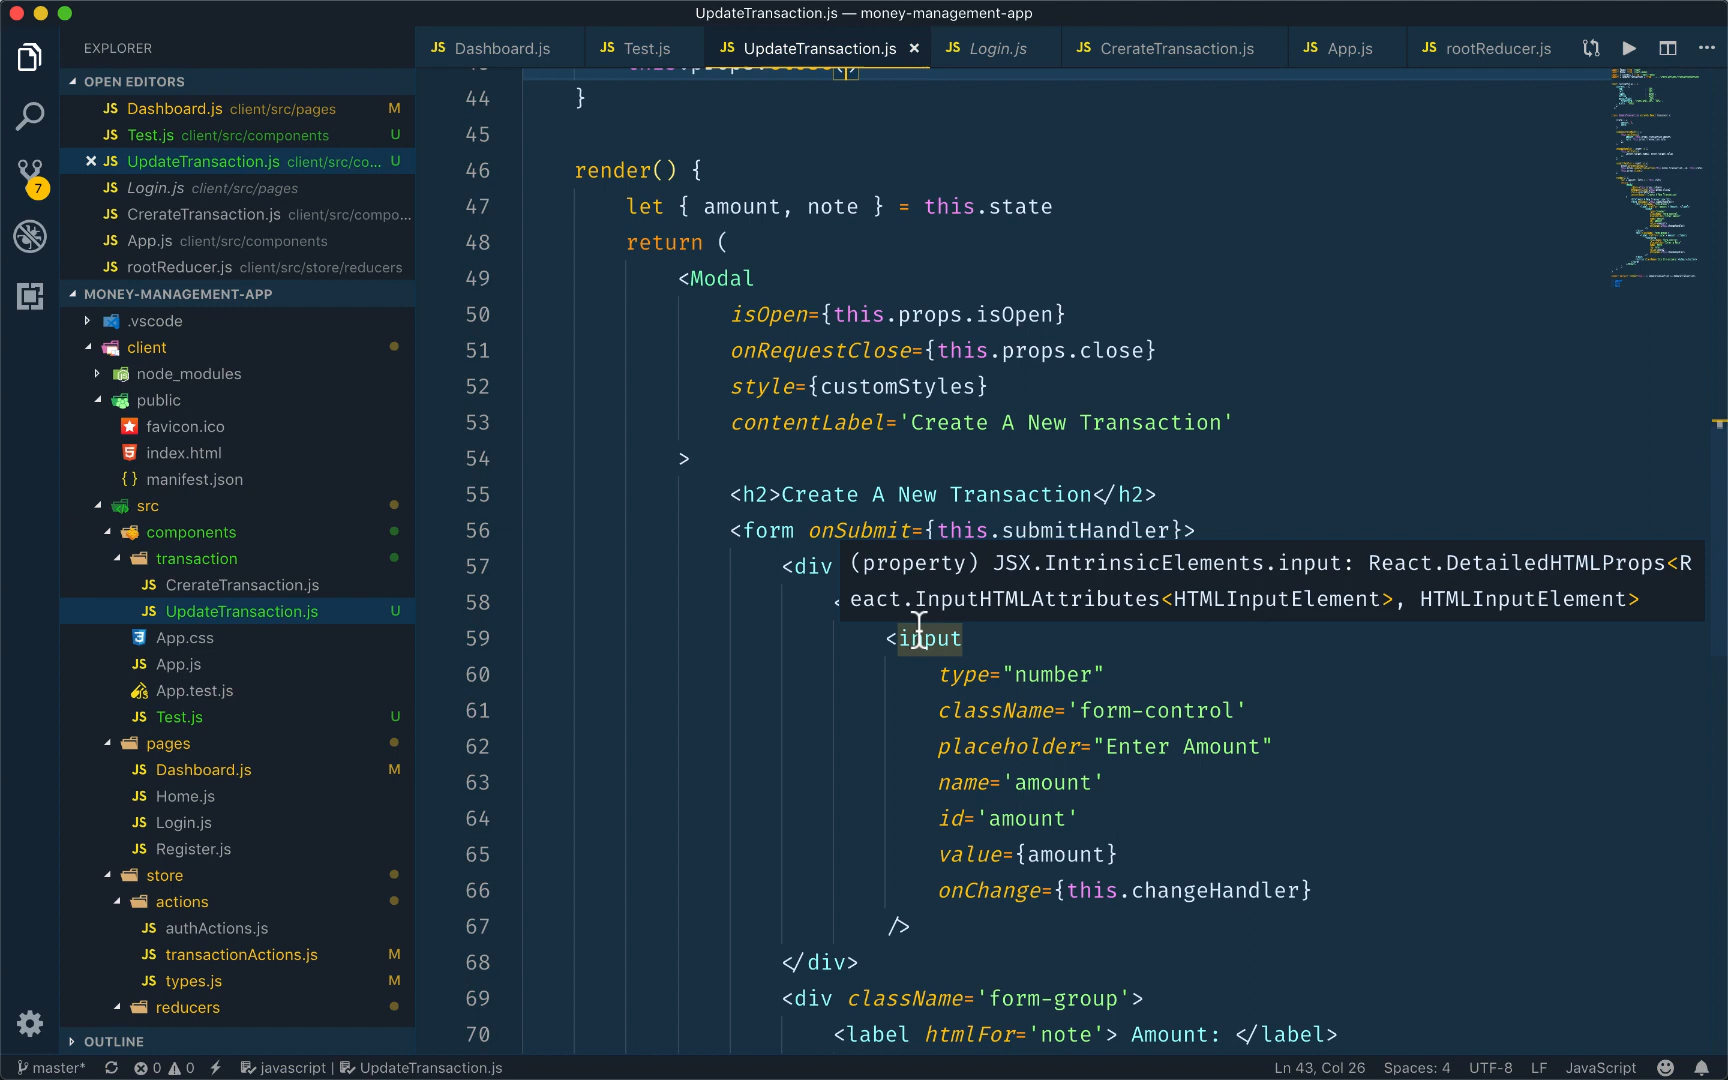 UpdateTransaction.js — money-management-app
EXPLORER
JS Dashboard.js
JS Test.js
JS UpdateTransaction.js ×
JS Login.js
JS CrerateTransaction.js
JS App.js
JS rootReducer.js
OPEN EDITORS
JS Dashboard.js client/src/pages M
JS Test.js client/src/components U
× JS UpdateTransaction.js client/src/co... U
JS Login.js client/src/pages
JS CrerateTransaction.js client/src/compo...
JS App.js client/src/components
JS rootReducer.js client/src/store/reducers
MONEY-MANAGEMENT-APP
.vscode
client
node_modules
public
favicon.ico
index.html
{ } manifest.json
src
components
transaction
JS CrerateTransaction.js
JS UpdateTransaction.js U
App.css
JS App.js
App.test.js
JS Test.js U
pages
JS Dashboard.js M
JS Home.js
JS Login.js
JS Register.js
store
actions
JS authActions.js
JS transactionActions.js M
JS types.js M
reducers
OUTLINE
7
44 }
45
46 render() {
47 let { amount, note } = this.state
48 return (
49 <Modal
50 isOpen={this.props.isOpen}
51 onRequestClose={this.props.close}
52 style={customStyles}
53 contentLabel='Create A New Transaction'
54 >
55 <h2>Create A New Transaction</h2>
56 <form onSubmit={this.submitHandler}>
57 <div
(property) JSX.IntrinsicElements.input: React.DetailedHTMLProps<R
eact.InputHTMLAttributes<HTMLInputElement>, HTMLInputElement>
58 <
59 <input
60 type="number"
61 className='form-control'
62 placeholder="Enter Amount"
63 name='amount'
64 id='amount'
65 value={amount}
66 onChange={this.changeHandler}
67 />
68 </div>
69 <div className='form-group'>
70 <label htmlFor='note'> Amount: </label>
master* 0 0 javascript | UpdateTransaction.js Ln 43, Col 26 Spaces: 4 UTF-8 LF JavaScript